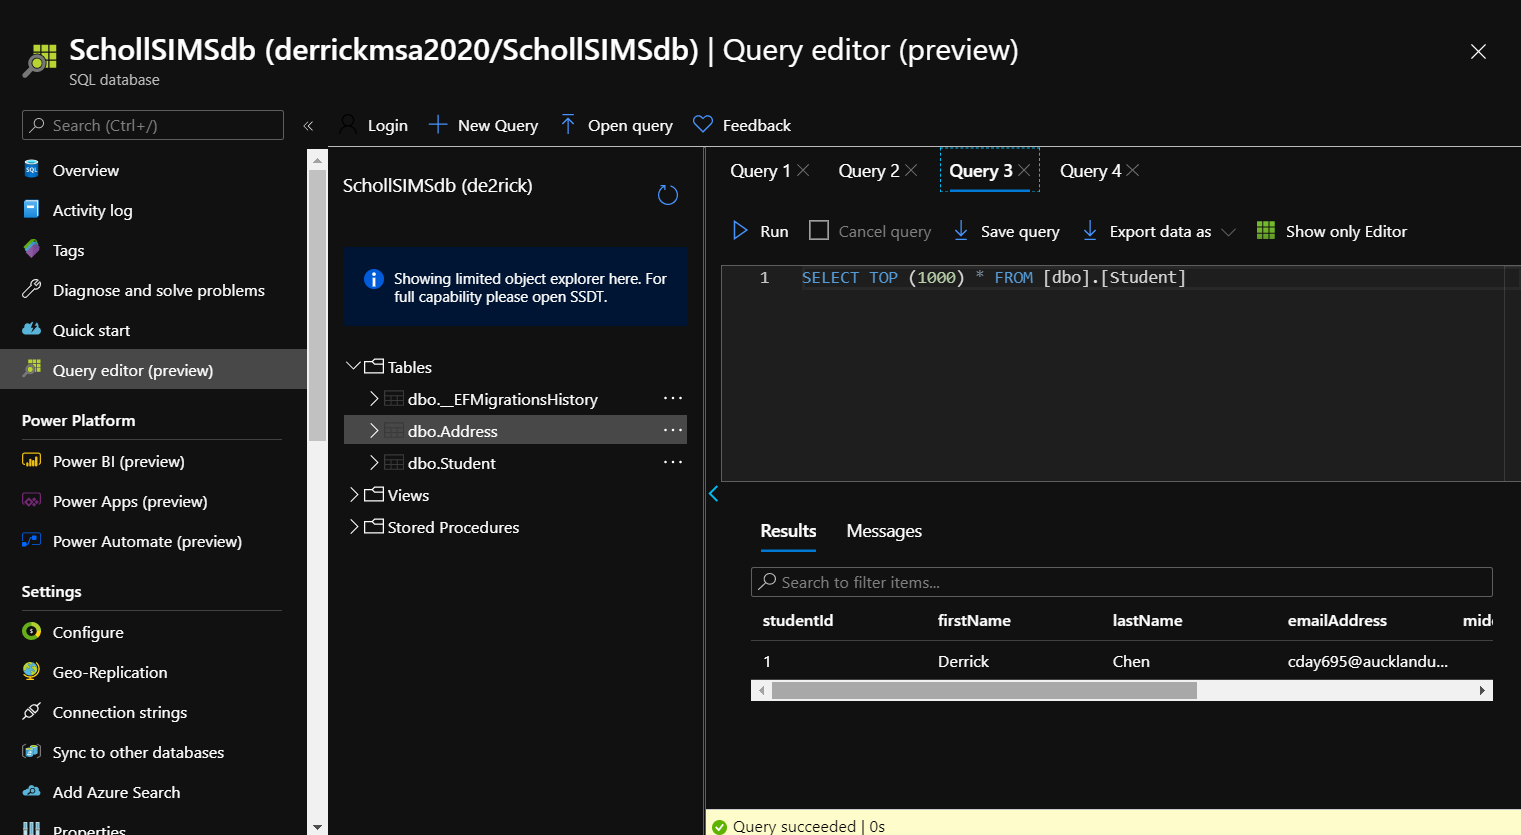 SchollSIMSdb (derrickmsa2020/SchollSIMSdb) | Query editor (preview)
SQL database
Search (Ctrl+/)
«
Login
New Query
Open query
Feedback
Overview
Activity log
Tags
Diagnose and solve problems
Quick start
Query editor (preview)
Power Platform
Power BI (preview)
Power Apps (preview)
Power Automate (preview)
Settings
Configure
Geo-Replication
Connection strings
Sync to other databases
Add Azure Search
Properties
SchollSIMSdb (de2rick)
Showing limited object explorer here. For
full capability please open SSDT.
Tables
dbo.__EFMigrationsHistory ...
dbo.Address ...
dbo.Student ...
Views
Stored Procedures
Query 1 Query 2 Query 3 Query 4
Run Cancel query Save query Export data as Show only Editor
1 SELECT TOP (1000) * FROM [dbo].[Student]
Results Messages
Search to filter items...
studentId firstName lastName emailAddress midd
1 Derrick Chen cday695@aucklandu...
Query succeeded | 0s